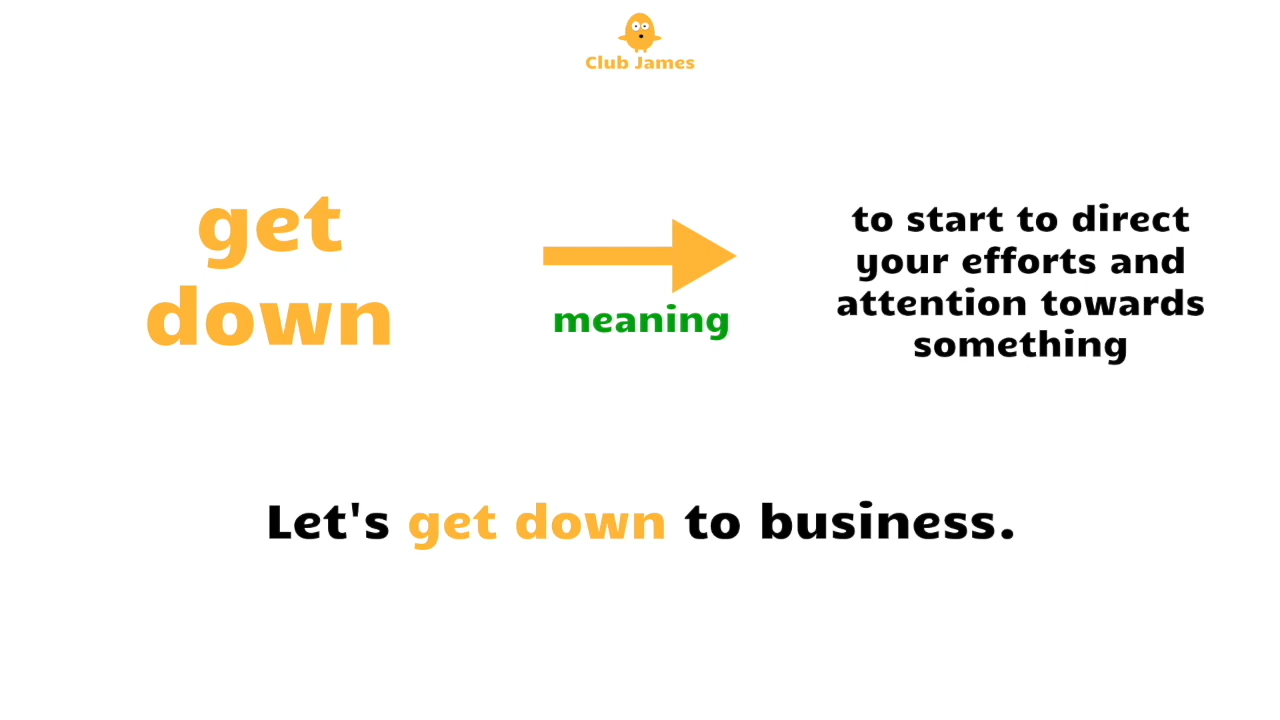 Club James
get
down
meaning
to start to direct
your efforts and
attention towards
something
Let's get down to business.